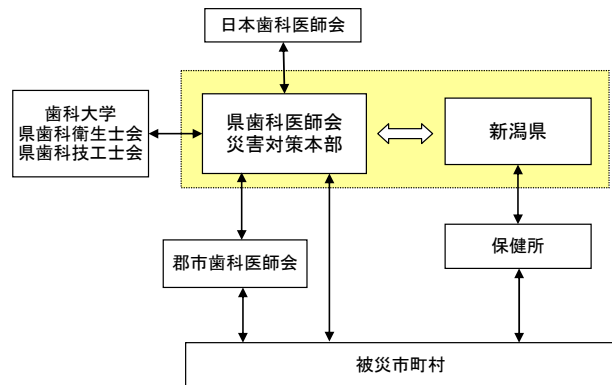 日本歯科医師会
歯科大学
県歯科衛生士会
県歯科技工士会
県歯科医師会
災害対策本部
新潟県
郡市歯科医師会
保健所
被災市町村